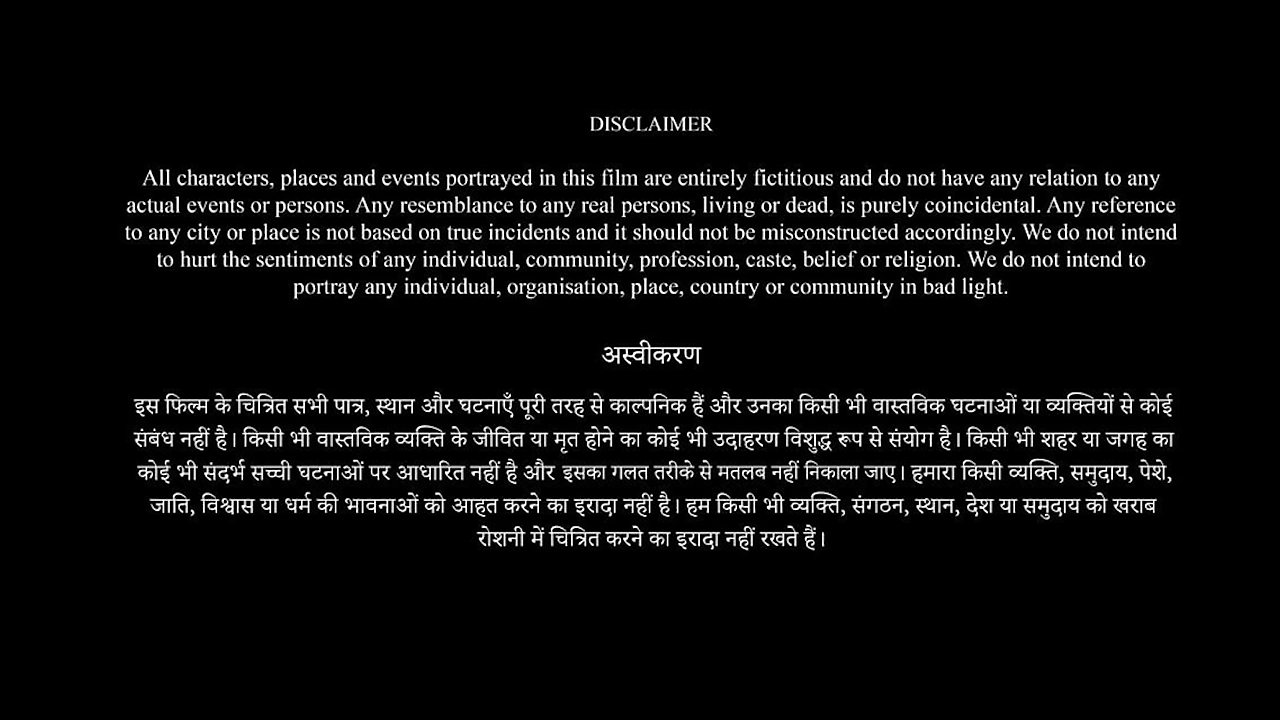 DISCLAIMER
All characters, places and events portrayed in this film are entirely fictitious and do not have any relation to any
actual events or persons. Any resemblance to any real persons, living or dead, is purely coincidental. Any reference
to any city or place is not based on true incidents and it should not be misconstructed accordingly. We do not intend
to hurt the sentiments of any individual, community, profession, caste, belief or religion. We do not intend to
portray any individual, organisation, place, country or community in bad light.
अस्वीकरण
इस फिल्म के चित्रित सभी पात्र, स्थान और घटनाएँ पूरी तरह से काल्पनिक हैं और उनका किसी भी वास्तविक घटनाओं या व्यक्तियों से कोई
संबंध नहीं है। किसी भी वास्तविक व्यक्ति के जीवित या मृत होने का कोई भी उदाहरण विशुद्ध रूप से संयोग है। किसी भी शहर या जगह का
कोई भी संदर्भ सच्ची घटनाओं पर आधारित नहीं है और इसका गलत तरीके से मतलब नहीं निकाला जाए। हमारा किसी व्यक्ति, समुदाय, पेशे,
जाति, विश्वास या धर्म की भावनाओं को आहत करने का इरादा नहीं है। हम किसी भी व्यक्ति, संगठन, स्थान, देश या समुदाय को खराब
रोशनी में चित्रित करने का इरादा नहीं रखते हैं।